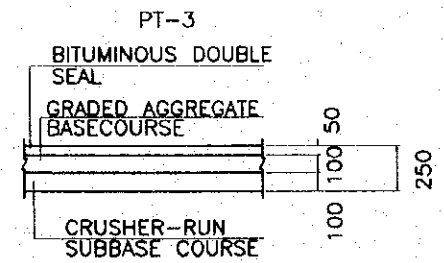 PT-3
BITUMINOUS DOUBLE
SEAL
GRADED AGGREGATE
BASECOURSE
50
100
250
100
CRUSHER-RUN
SUBBASE COURSE